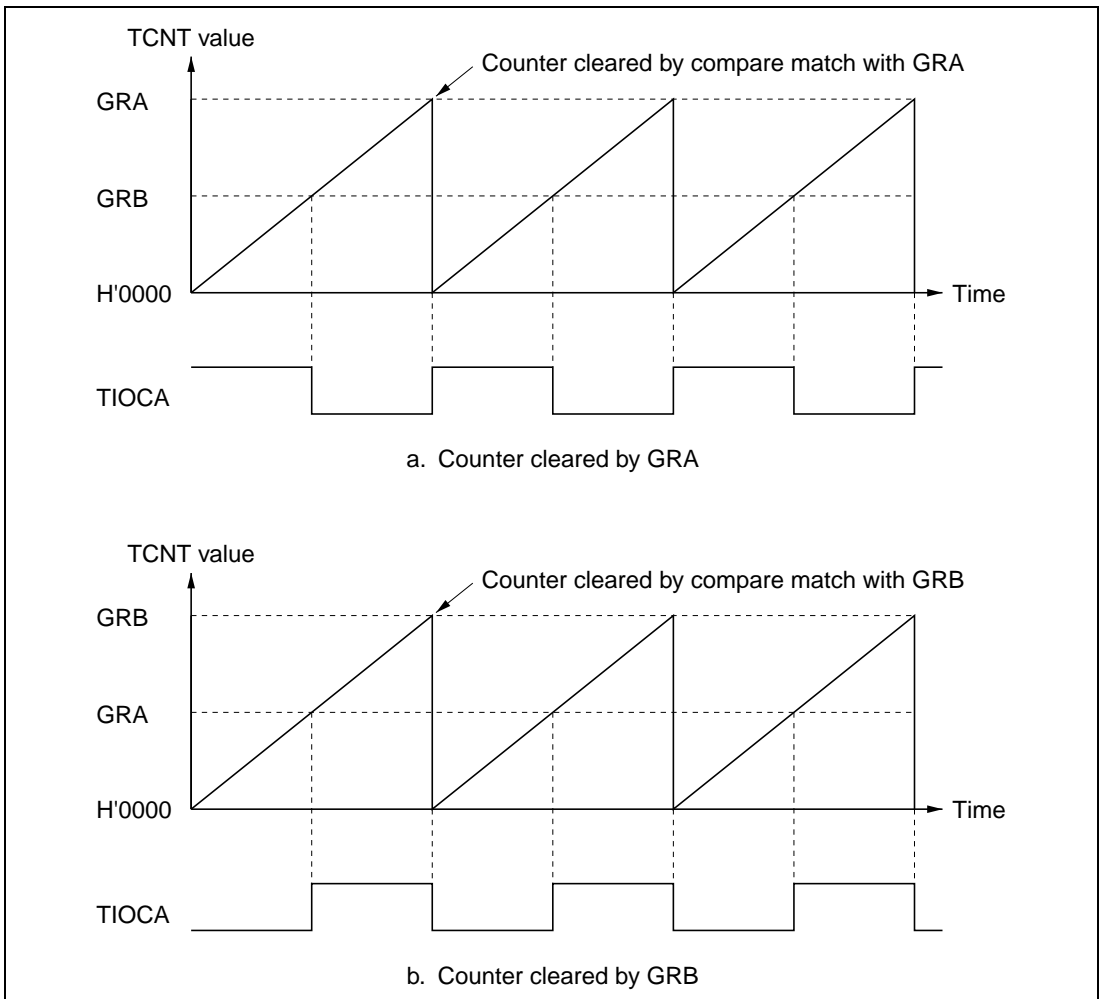 TCNT value
Counter cleared by compare match with GRA
GRA
GRB
H'0000
Time
TIOCA
a. Counter cleared by GRA
TCNT value
Counter cleared by compare match with GRB
GRB
GRA
H'0000
Time
TIOCA
b. Counter cleared by GRB